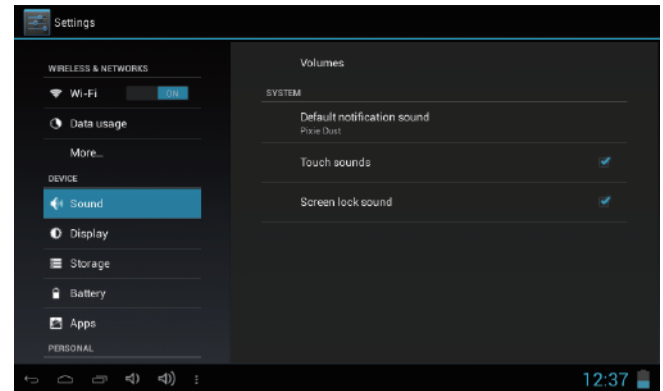 Settings
WIRELESS & NETWORKS
Wi-Fi ON
Data usage
More...
DEVICE
Sound
Display
Storage
Battery
Apps
PERSONAL
Volumes
SYSTEM
Default notification sound
Pixie Dust
Touch sounds
Screen lock sound
12:37